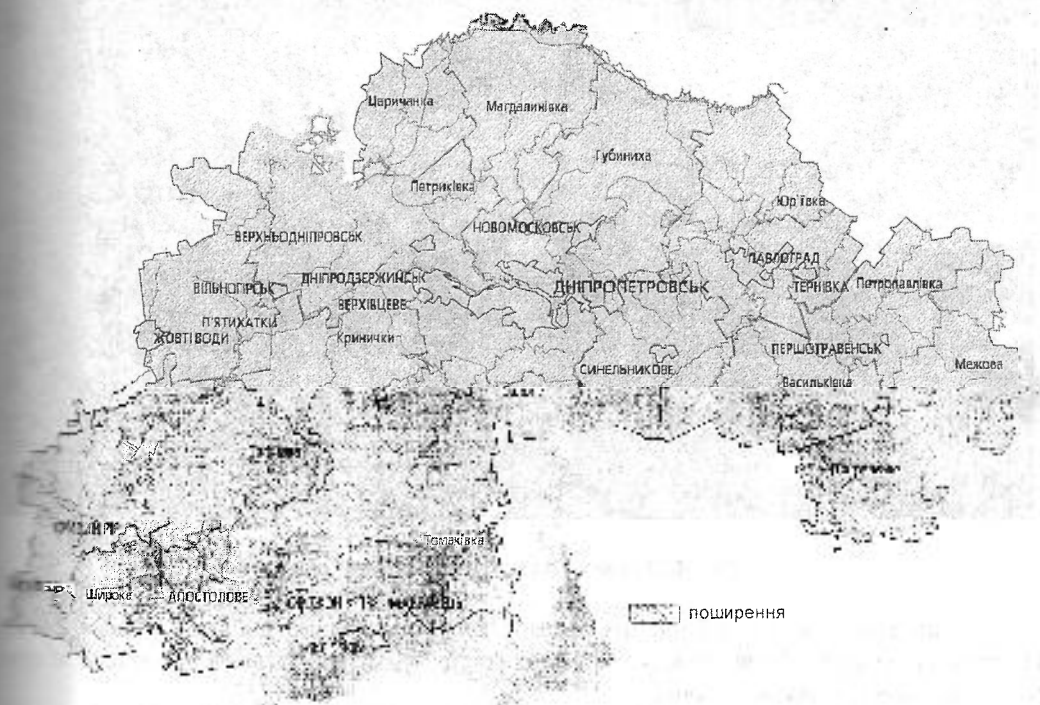 Царичанка
Магдалинівка
Губиниха
Петриківка
Юр'ївка
НОВОМОСКОВСЬК
ВЕРХНЬОДНІПРОВСЬК
ПАВЛОГРАД
ДНІПРОДЗЕРЖИНСЬК
ДНІПРОПЕТРОВСЬК
ТЕРНІВКА
Петропавлівка
ВІЛЬНОГІРСЬК
ВЕРХІВЦЕВЕ
П'ЯТИХАТКИ
ЖОВТІ ВОДИ
Кринички
ПЕРШОТРАВЕНСЬК
Межова
СИНЕЛЬНИКОВЕ
Васильківка
Томаківка
Широке
АПОСТОЛОВЕ
поширення